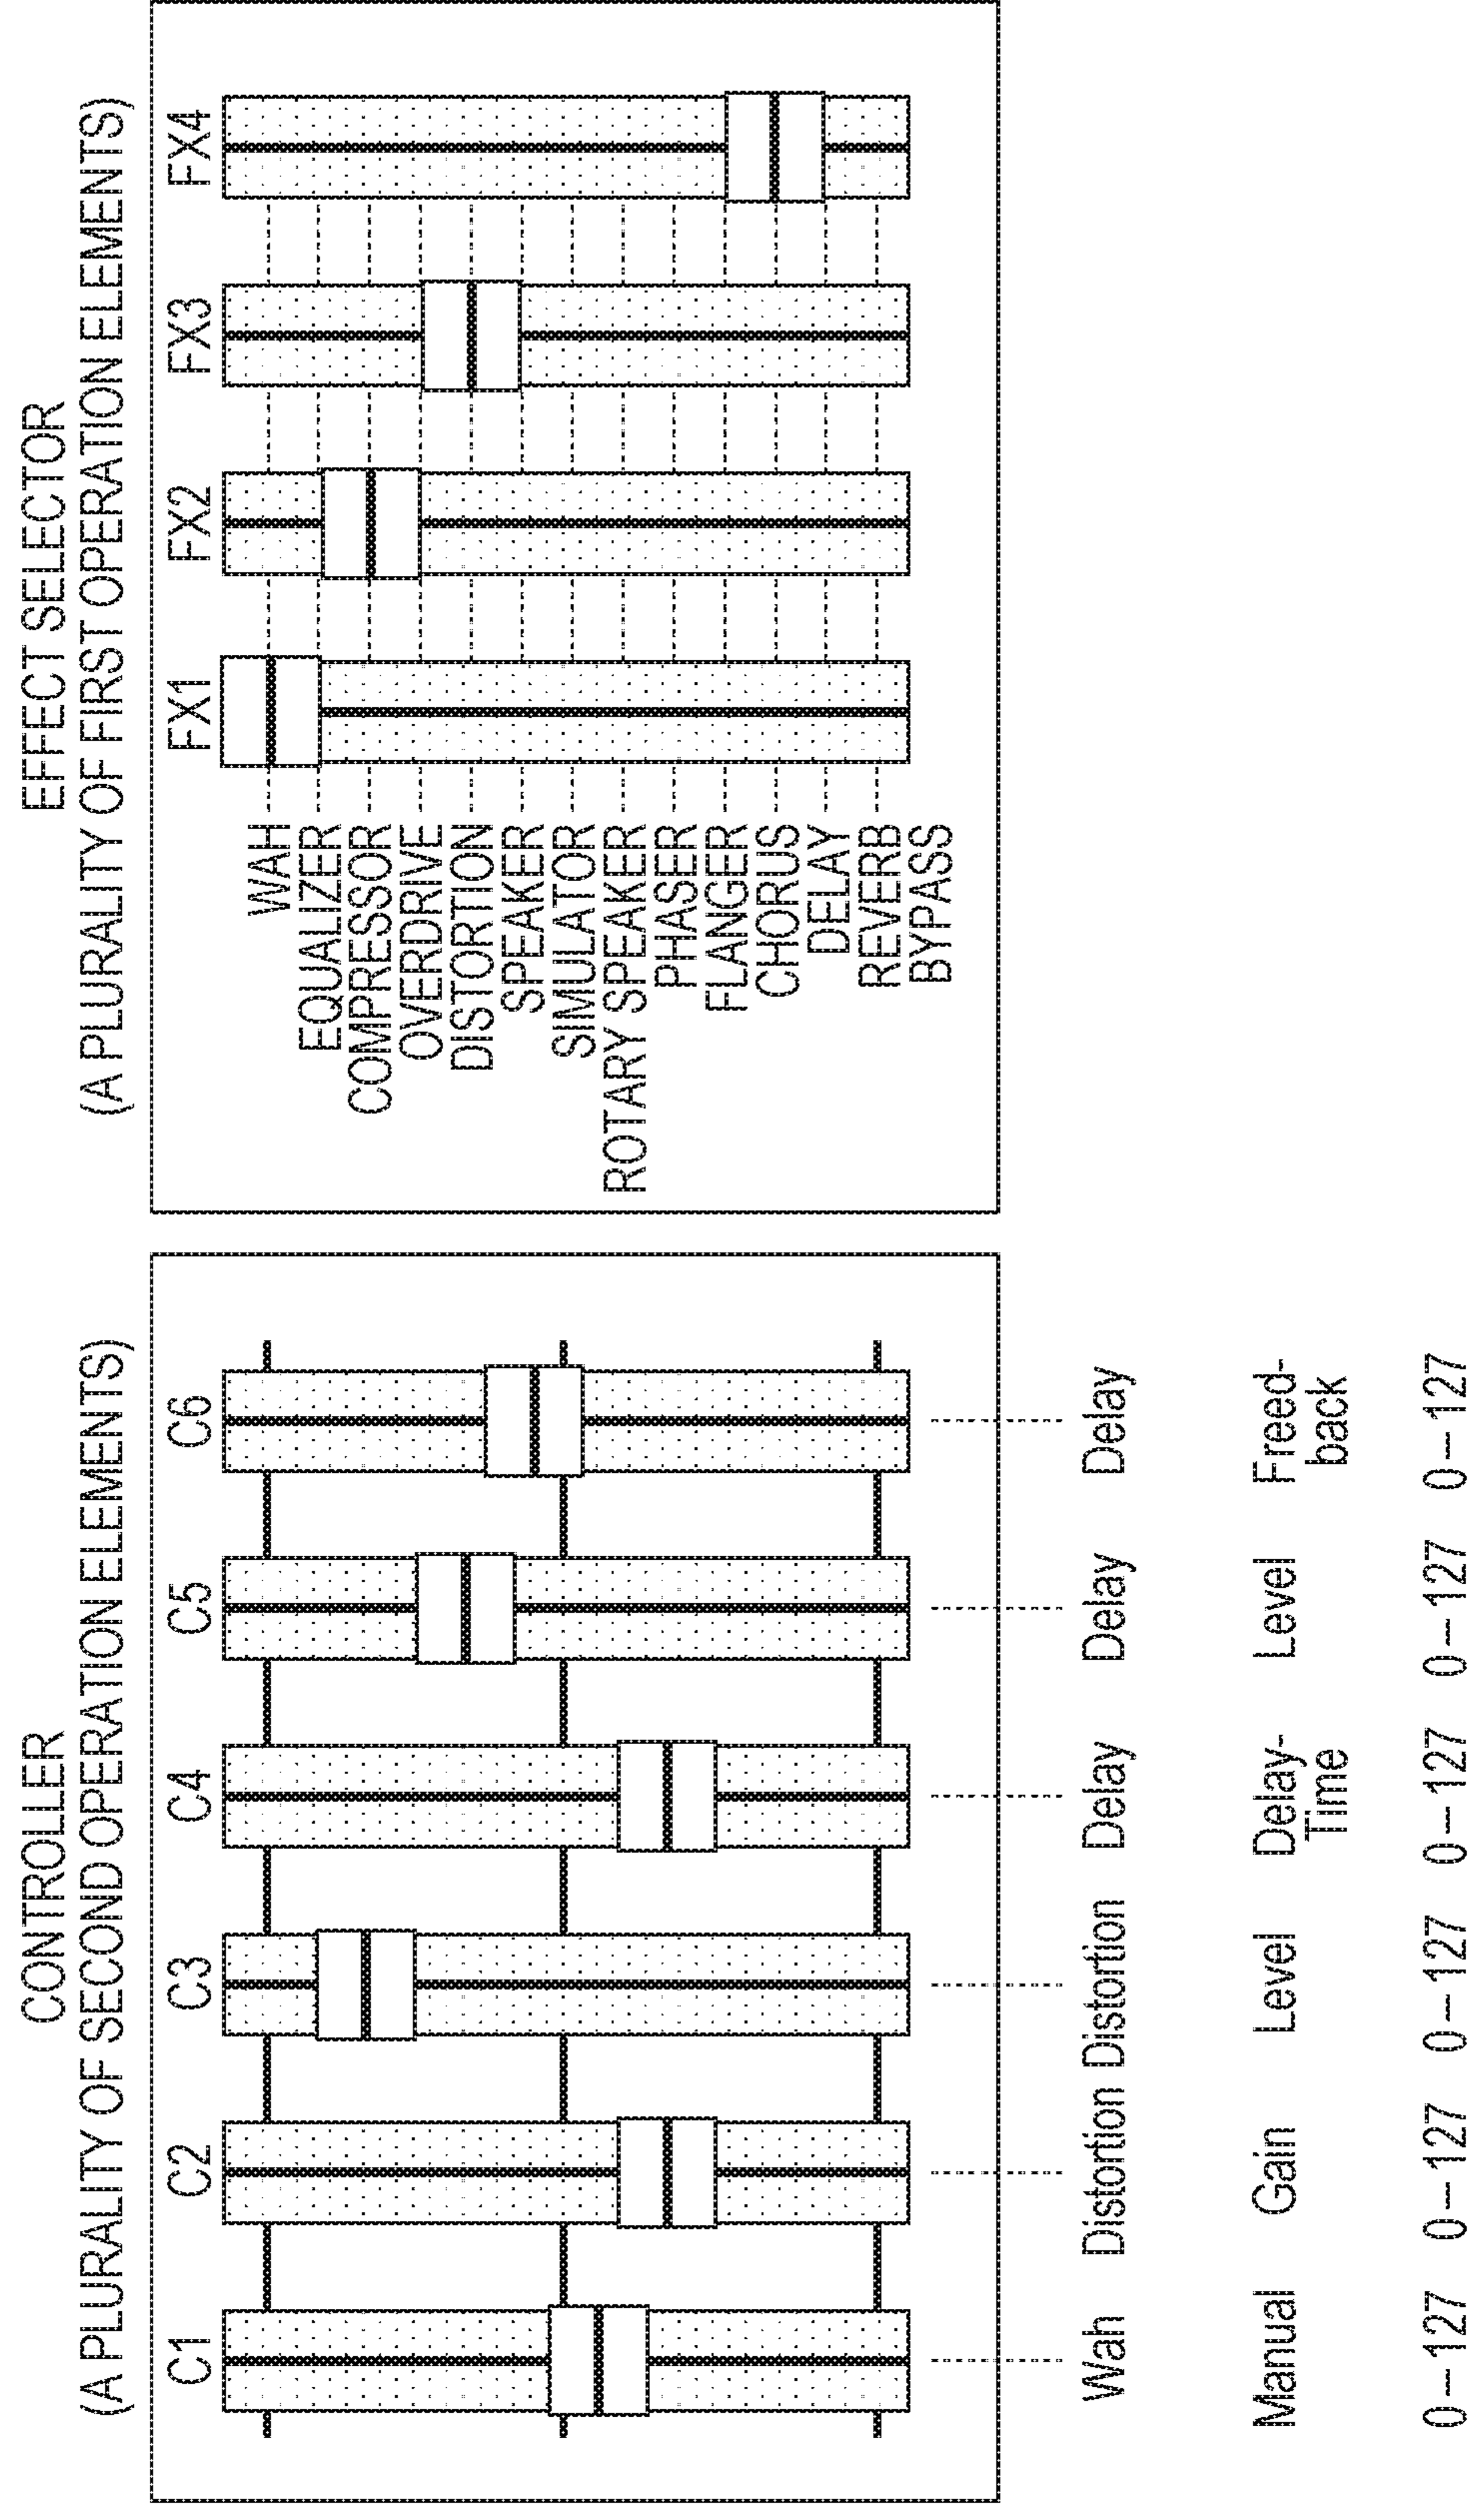 CONTROLLER
(A PLURALITY OF SECOND OPERATION ELEMENTS)
C1 C2 C3 C4 C5 C6
Wah Distortion Distortion Delay Delay Delay
Manual Gain Level Delay- Level Freed-
Time back
0 – 127 0 – 127 0 – 127 0 – 127 0 – 127 0 – 127
EFFECT SELECTOR
(A PLURALITY OF FIRST OPERATION ELEMENTS)
FX1 FX2 FX3 FX4
WAH
EQUALIZER
COMPRESSOR
OVERDRIVE
DISTORTION
SPEAKER
SIMULATOR
ROTARY SPEAKER
PHASER
FLANGER
CHORUS
DELAY
REVERB
BYPASS